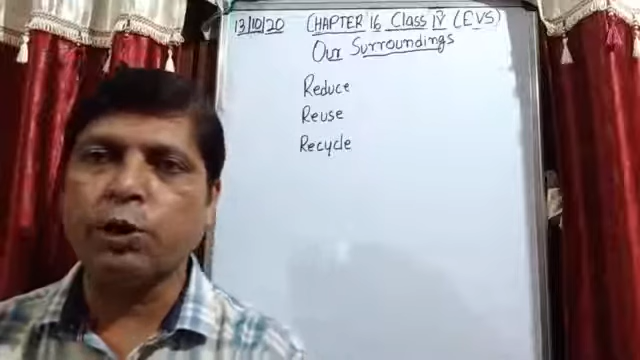 13/10/20 CHAPTER 16 Class IV (EVS)
Our Surroundings
Reduce
Reuse
Recycle